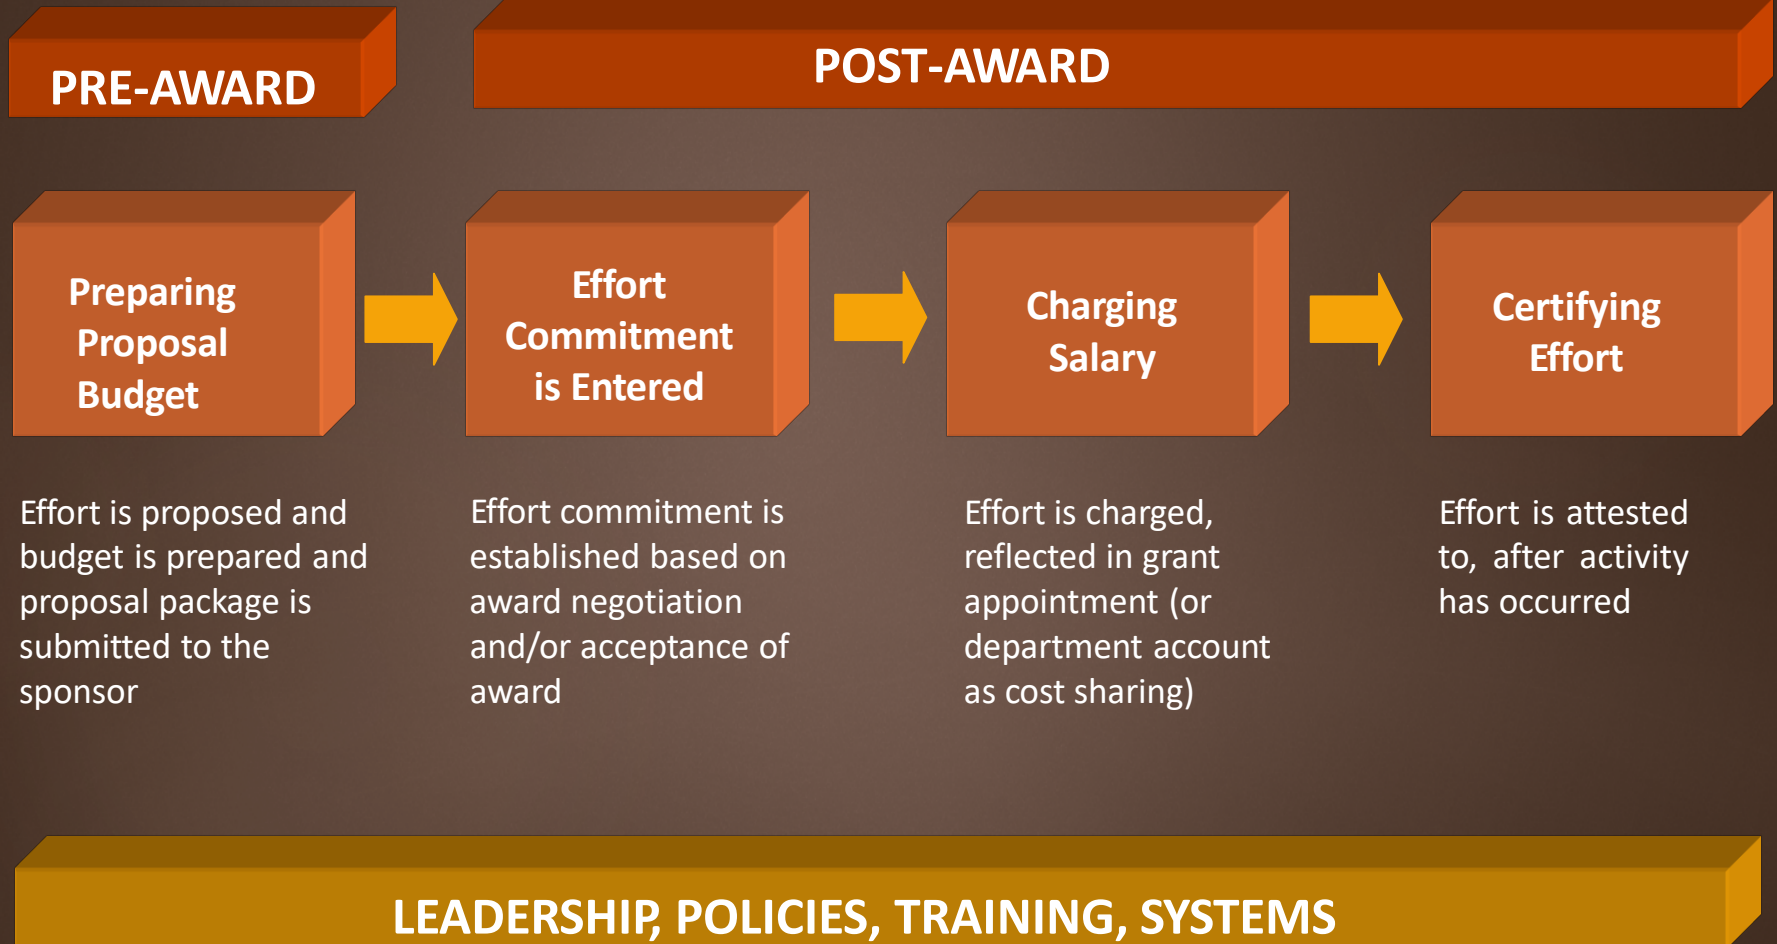 PRE-AWARD
POST-AWARD
Preparing
Proposal
Budget
Effort
Commitment
is Entered
Charging
Salary
Certifying
Effort
Effort is proposed and
budget is prepared and
proposal package is
submitted to the
sponsor
Effort commitment is
established based on
award negotiation
and/or acceptance of
award
Effort is charged,
reflected in grant
appointment (or
department account
as cost sharing)
Effort is attested
to, after activity
has occurred
LEADERSHIP, POLICIES, TRAINING, SYSTEMS